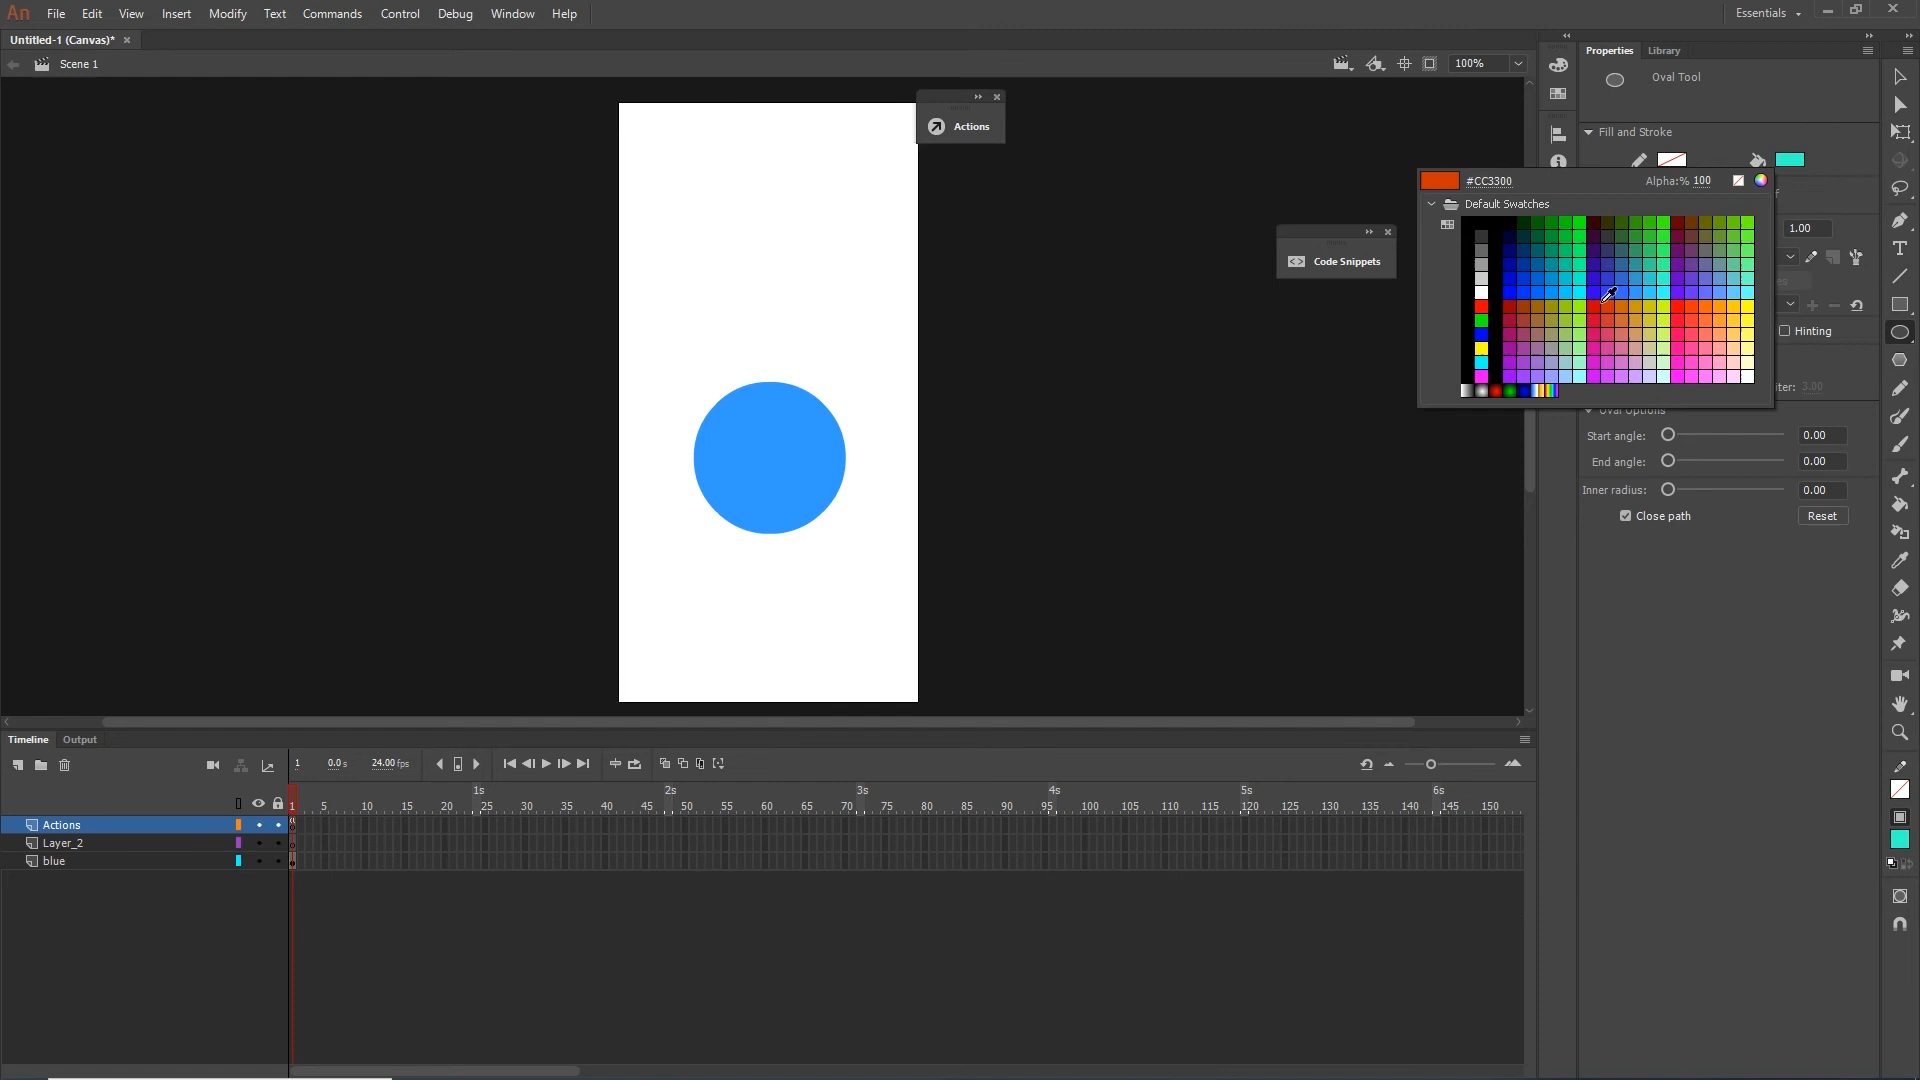 An File Edit View Insert Modify Text Commands Control Debug Window Help Essentials
Untitled-1 (Canvas)*
Scene 1 100%
Properties Library
Oval Tool
Actions
Fill and Stroke
#CC3300 Alpha:% 100
Default Swatches
1.00
Code Snippets
Hinting
3.00
Oval Options
Start angle: 0.00
End angle: 0.00
Inner radius: 0.00
Close path Reset
Timeline Output
1 0.0 s 24.00 fps
1s 2s 3s 4s 5s 6s
1 5 10 15 20 25 30 35 40 45 50 55 60 65 70 75 80 85 90 95 100 105 110 115 120 125 130 135 140 145 150
Actions
Layer_2
blue